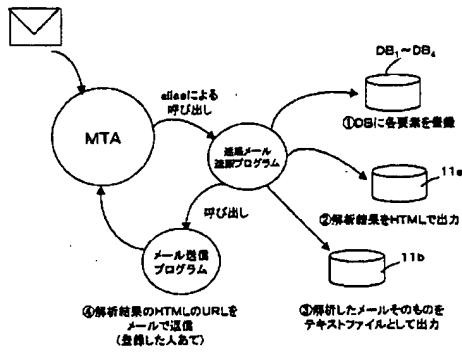 DB₁～DB₄
aliasによる
呼び出し
MTA
迷惑メール
追跡プログラム
①DBに各要素を登録
11a
②解析結果をHTMLで出力
呼び出し
メール送信
プログラム
11b
④解析結果のHTMLのURLを
メールで返信
(登録した人あて)
③解析したメールそのものを
テキストファイルとして出力